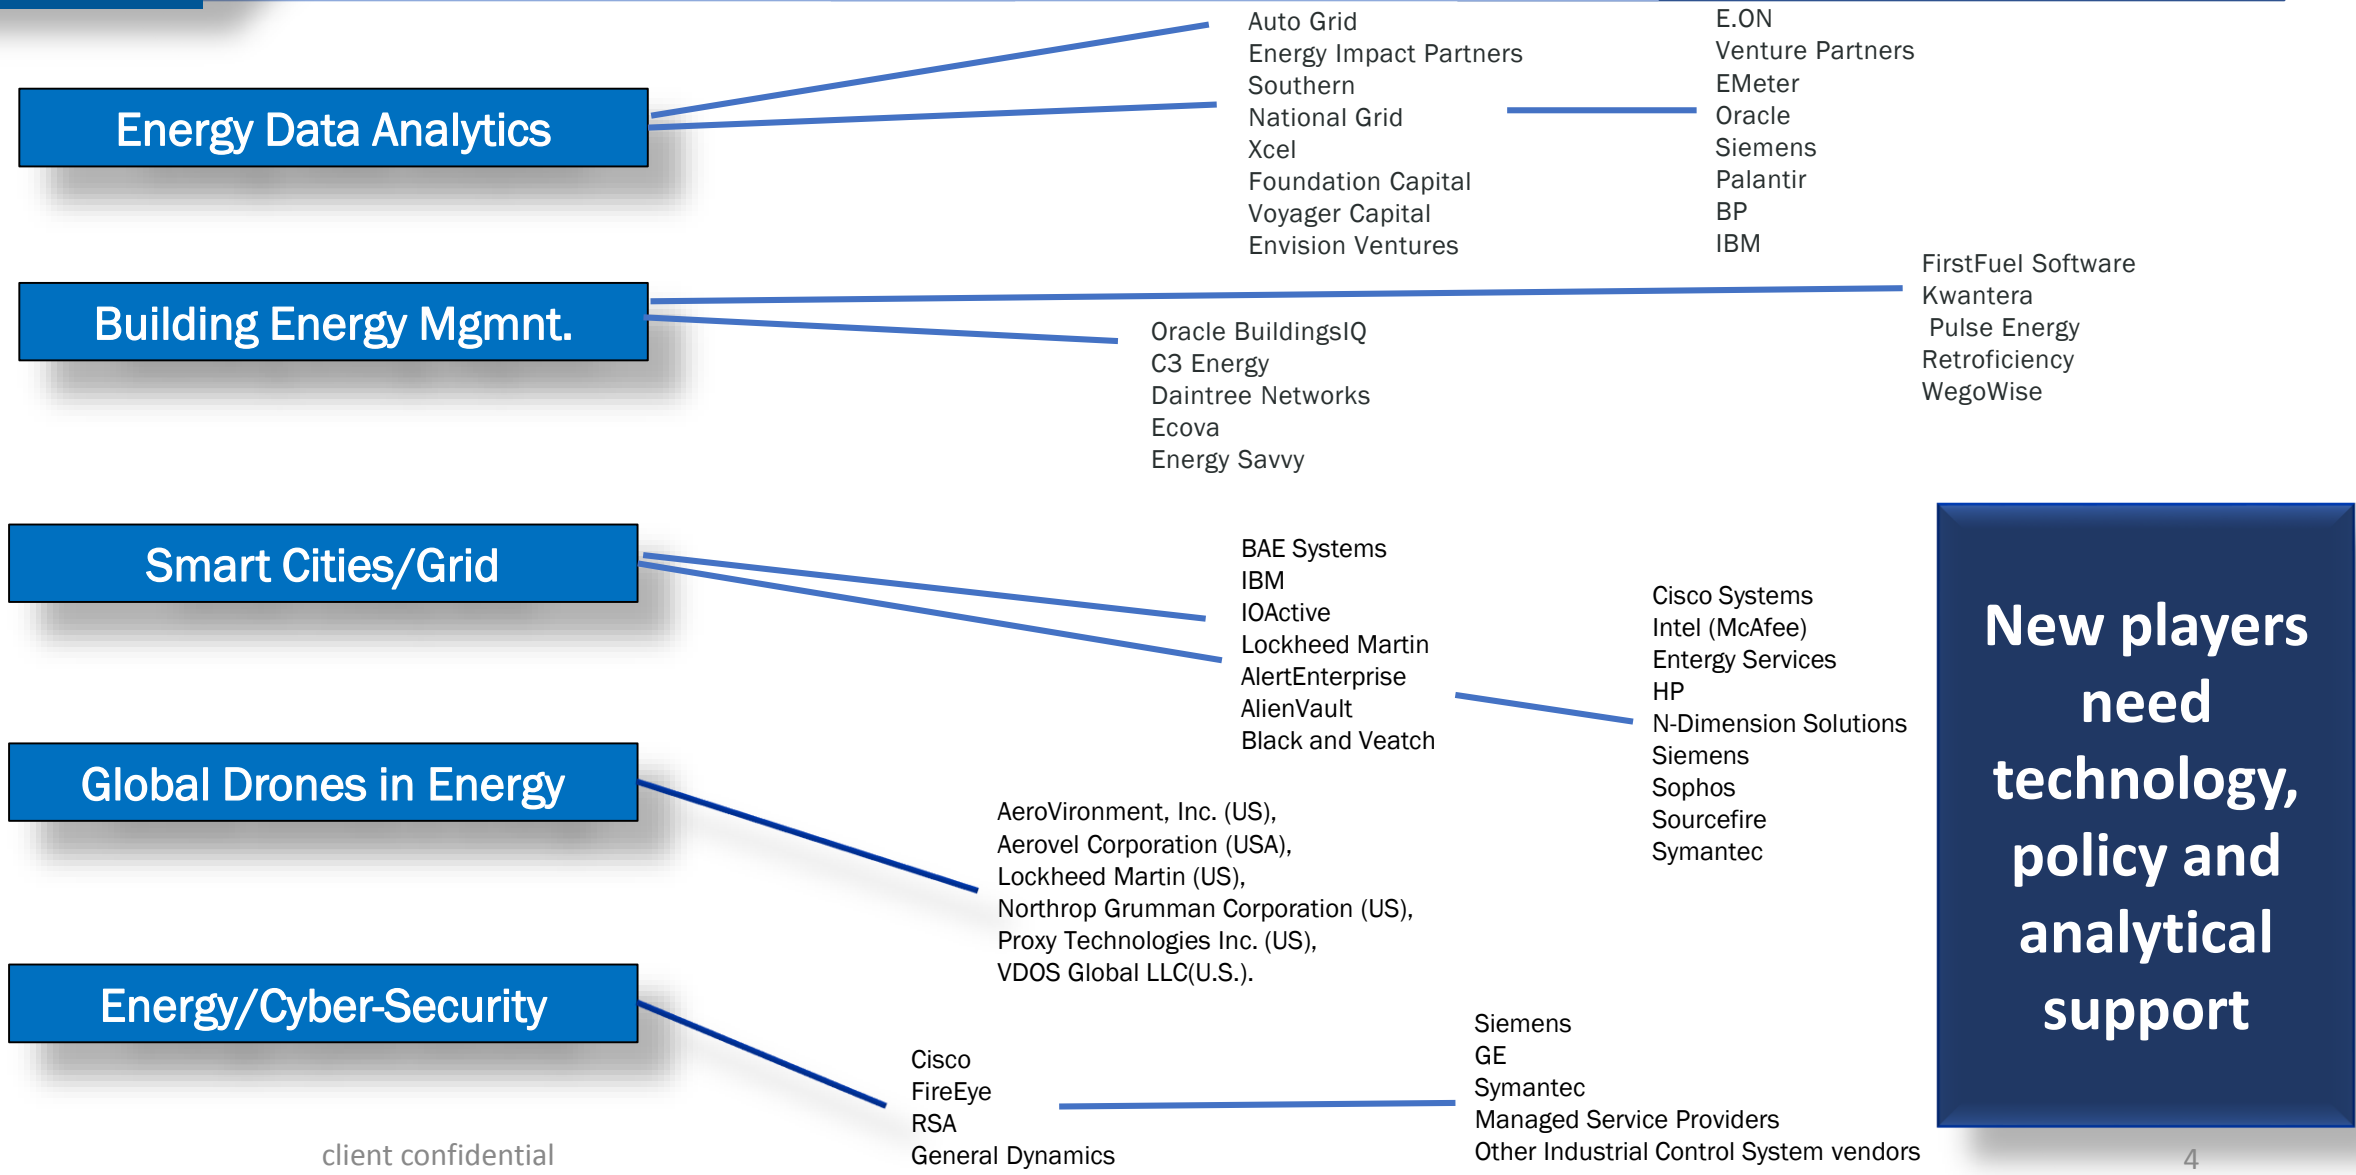 Energy Data Analytics
Auto Grid
Energy Impact Partners
Southern
National Grid
Xcel
Foundation Capital
Voyager Capital
Envision Ventures
E.ON
Venture Partners
EMeter
Oracle
Siemens
Palantir
BP
IBM
Building Energy Mgmnt.
Oracle BuildingsIQ
C3 Energy
Daintree Networks
Ecova
Energy Savvy
FirstFuel Software
Kwantera
Pulse Energy
Retroficiency
WegoWise
Smart Cities/Grid
BAE Systems
IBM
IOActive
Lockheed Martin
AlertEnterprise
AlienVault
Black and Veatch
Cisco Systems
Intel (McAfee)
Entergy Services
HP
N-Dimension Solutions
Siemens
Sophos
Sourcefire
Symantec
Global Drones in Energy
AeroVironment, Inc. (US),
Aerovel Corporation (USA),
Lockheed Martin (US),
Northrop Grumman Corporation (US),
Proxy Technologies Inc. (US),
VDOS Global LLC(U.S.).
Energy/Cyber-Security
Cisco
FireEye
RSA
General Dynamics
Siemens
GE
Symantec
Managed Service Providers
Other Industrial Control System vendors
New players
need
technology,
policy and
analytical
support
client confidential
4